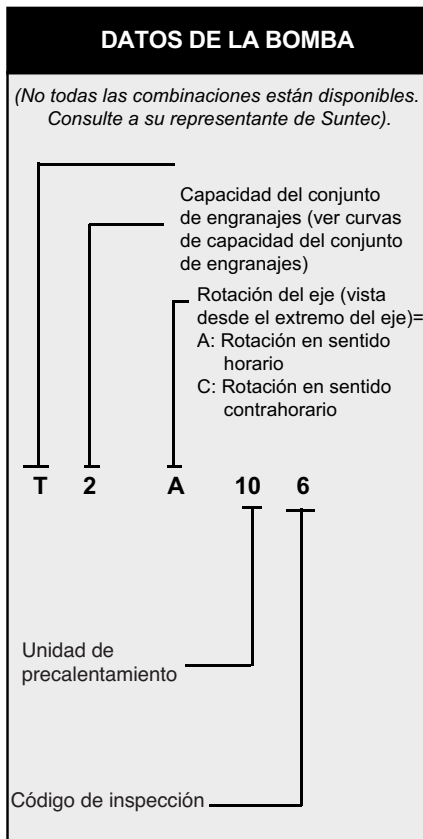 DATOS DE LA BOMBA
(No todas las combinaciones están disponibles.
Consulte a su representante de Suntec).
Capacidad del conjunto
de engranajes (ver curvas
de capacidad del conjunto
de engranajes)
Rotación del eje (vista
desde el extremo del eje)=
A: Rotación en sentido
horario
C: Rotación en sentido
contrahorario
T 2 A 10 6
Unidad de
precalentamiento
Código de inspección